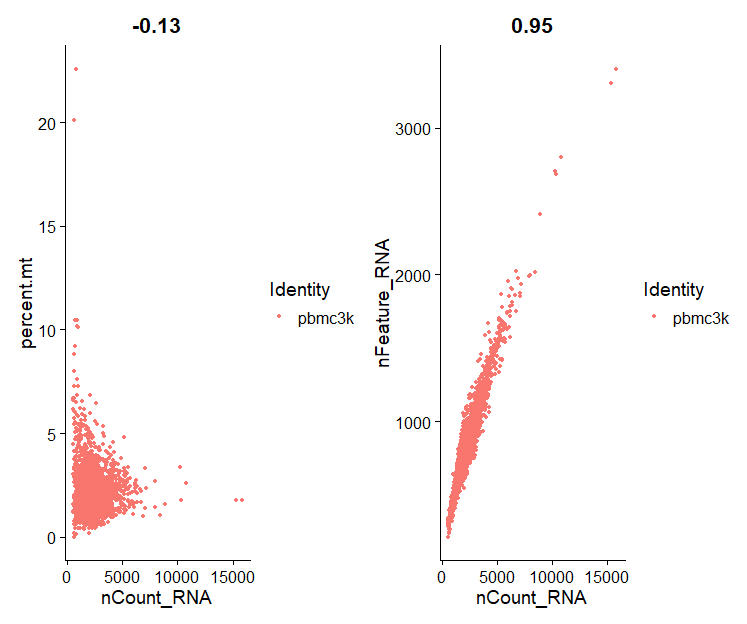 -0.13
percent.mt
20
15
10
5
0
0 5000 10000 15000
nCount_RNA
Identity
pbmc3k
0.95
nFeature_RNA
3000
2000
1000
0 5000 10000 15000
nCount_RNA
Identity
pbmc3k